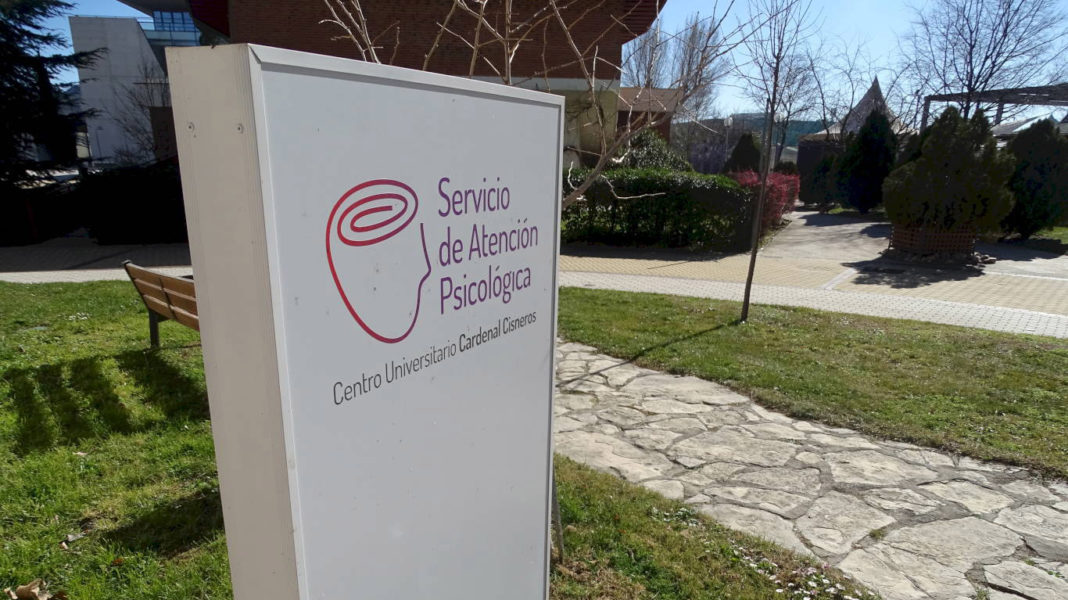 Servicio
de Atención
Psicológica
Centro Universitario Cardenal Cisneros